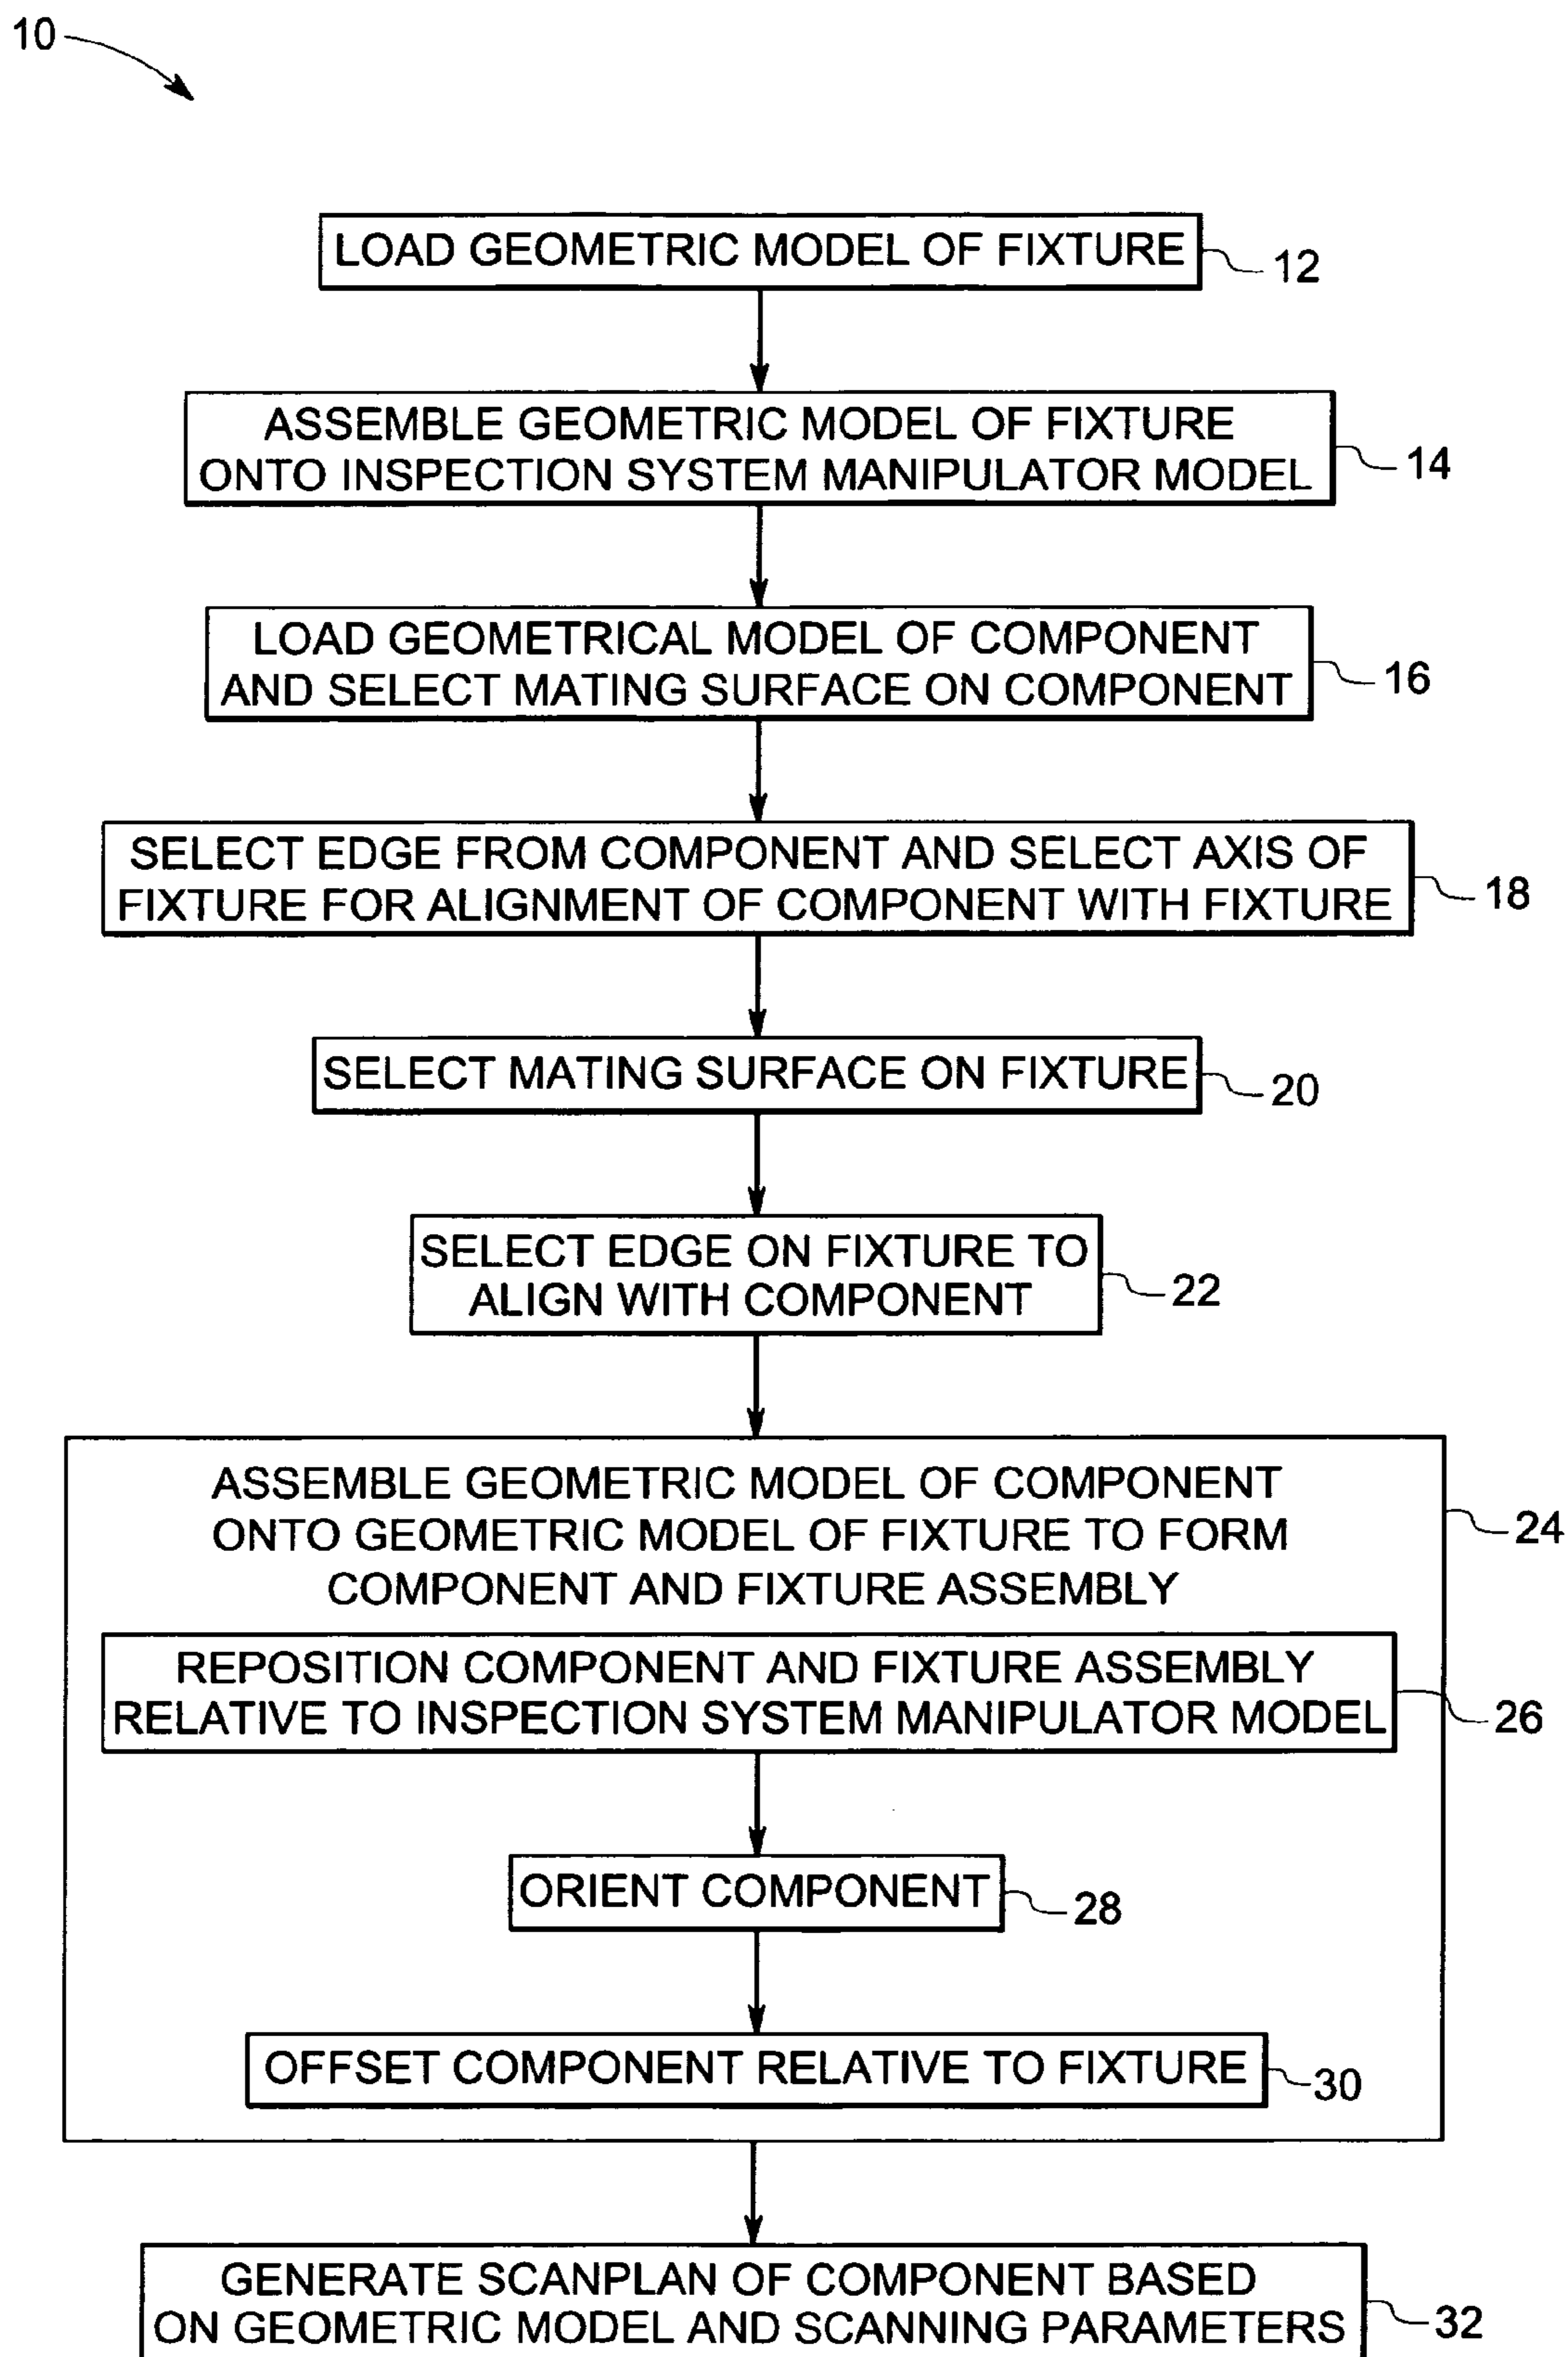 10
LOAD GEOMETRIC MODEL OF FIXTURE
12
ASSEMBLE GEOMETRIC MODEL OF FIXTURE
ONTO INSPECTION SYSTEM MANIPULATOR MODEL
14
LOAD GEOMETRICAL MODEL OF COMPONENT
AND SELECT MATING SURFACE ON COMPONENT
16
SELECT EDGE FROM COMPONENT AND SELECT AXIS OF
FIXTURE FOR ALIGNMENT OF COMPONENT WITH FIXTURE
18
SELECT MATING SURFACE ON FIXTURE
20
SELECT EDGE ON FIXTURE TO
ALIGN WITH COMPONENT
22
ASSEMBLE GEOMETRIC MODEL OF COMPONENT
ONTO GEOMETRIC MODEL OF FIXTURE TO FORM
COMPONENT AND FIXTURE ASSEMBLY
24
REPOSITION COMPONENT AND FIXTURE ASSEMBLY
RELATIVE TO INSPECTION SYSTEM MANIPULATOR MODEL
26
ORIENT COMPONENT
28
OFFSET COMPONENT RELATIVE TO FIXTURE
30
GENERATE SCANPLAN OF COMPONENT BASED
ON GEOMETRIC MODEL AND SCANNING PARAMETERS
32